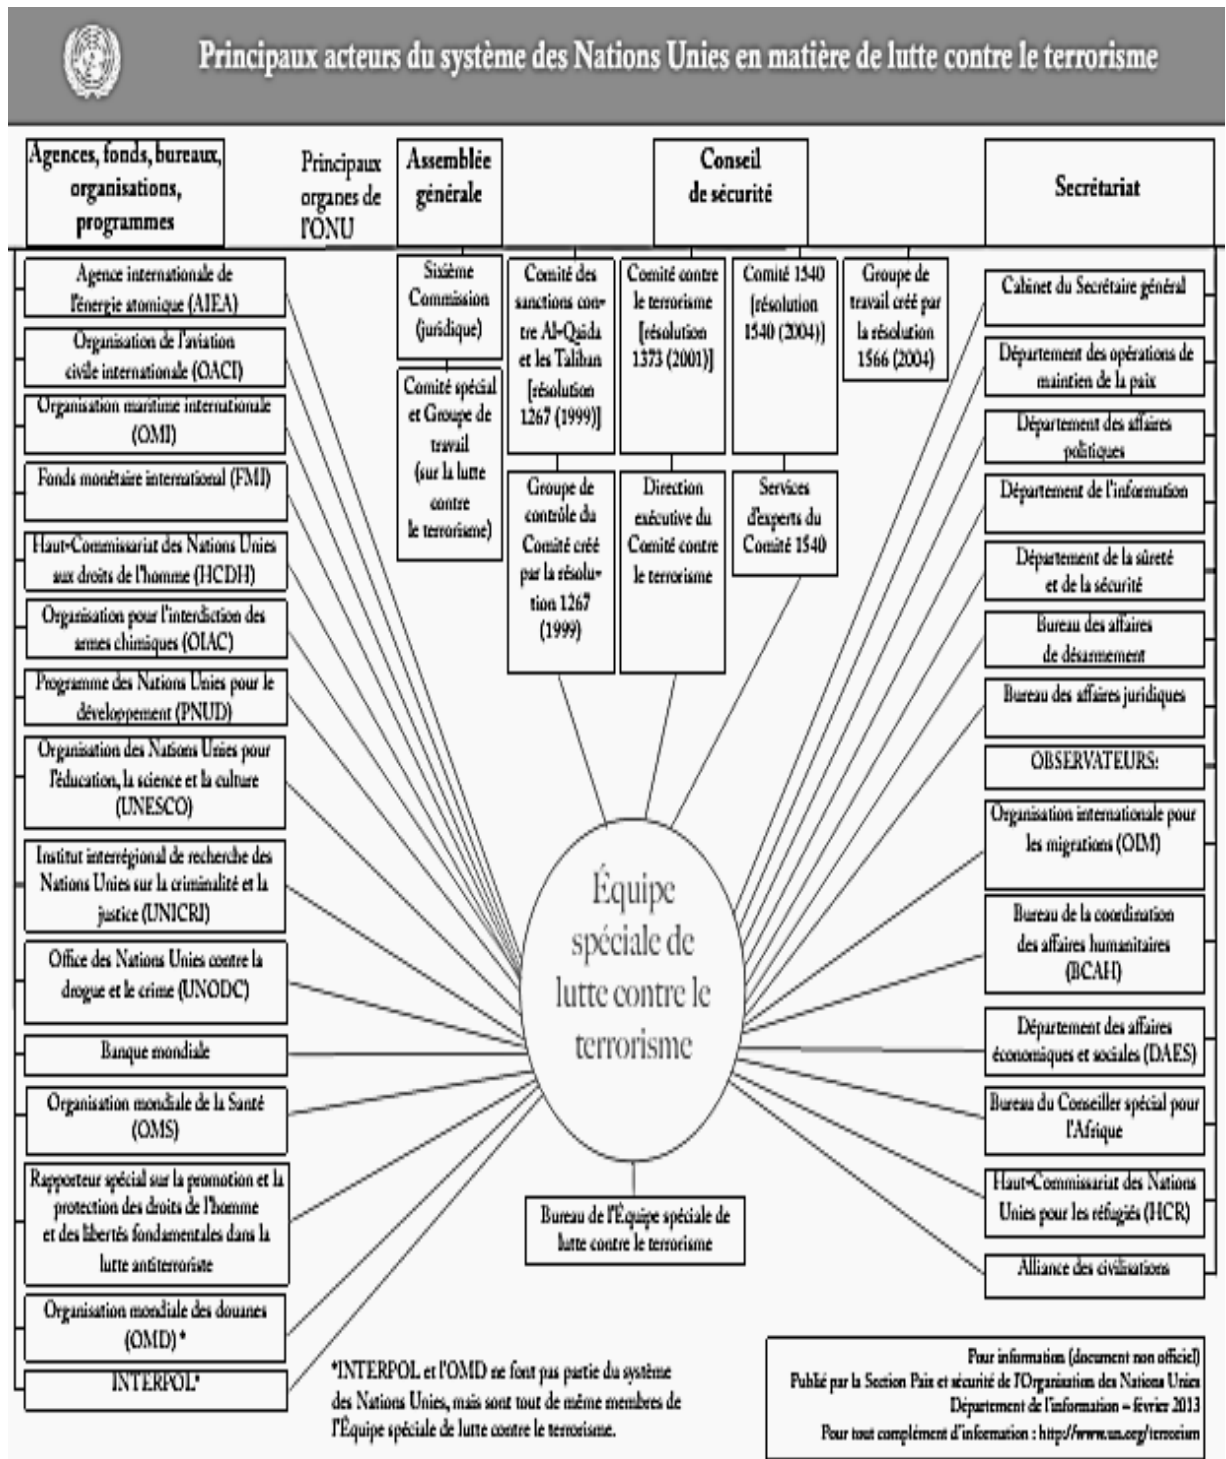 Principaux acteurs du système des Nations Unies en matière de lutte contre le terrorisme
Agences, fonds, bureaux,
organisations,
programmes
Principaux
organes de
l'ONU
Assemblée
générale
Conseil
de sécurité
Secrétariat
Agence internationale de
l'énergie atomique (AIEA)
Organisation de l'aviation
civile internationale (OACI)
Organisation maritime internationale
(OMI)
Fonds monétaire international (FMI)
Haut-Commissariat des Nations Unies
aux droits de l'homme (HCDH)
Organisation pour l'interdiction des
armes chimiques (OIAC)
Programme des Nations Unies pour le
développement (PNUD)
Organisation des Nations Unies pour
l'éducation, la science et la culture
(UNESCO)
Institut interrégional de recherche des
Nations Unies sur la criminalité et la
justice (UNICRI)
Office des Nations Unies contre la
drogue et le crime (UNODC)
Banque mondiale
Organisation mondiale de la Santé
(OMS)
Rapporteur spécial sur la promotion et la
protection des droits de l'homme
et des libertés fondamentales dans la
lutte antiterroriste
Organisation mondiale des douanes
(OMD) *
INTERPOL*
Sixième
Commission
(juridique)
Comité spécial
et Groupe de
travail
(sur la lutte
contre
le terrorisme)
Comité des
sanctions con-
tre Al-Qaida
et les Taliban
[résolution
1267 (1999)]
Groupe de
contrôle du
Comité créé
par la résolu-
tion 1267
(1999)
Comité contre
le terrorisme
[résolution
1373 (2001)]
Direction
exécutive du
Comité contre
le terrorisme
Comité 1540
[résolution
1540 (2004)]
Services
d'experts du
Comité 1540
Groupe de
travail créé par
la résolution
1566 (2004)
Équipe
spéciale de
lutte contre le
terrorisme
Bureau de l'Équipe spéciale de
lutte contre le terrorisme
Cabinet du Secrétaire général
Département des opérations de
maintien de la paix
Département des affaires
politiques
Département de l'information
Département de la sûreté
et de la sécurité
Bureau des affaires
de désarmement
Bureau des affaires juridiques
OBSERVATEURS:
Organisation internationale pour
les migrations (OIM)
Bureau de la coordination
des affaires humanitaires
(BCAH)
Département des affaires
économiques et sociales (DAES)
Bureau du Conseiller spécial pour
l'Afrique
Haut-Commissariat des Nations
Unies pour les réfugiés (HCR)
Alliance des civilisations
*INTERPOL et l'OMD ne font pas partie du système
des Nations Unies, mais sont tout de même membres de
l'Équipe spéciale de lutte contre le terrorisme.
Pour information (document non officiel)
Publié par la Section Paix et sécurité de l'Organisation des Nations Unies
Département de l'information – février 2013
Pour tout complément d'information : http://www.un.org/terrorism